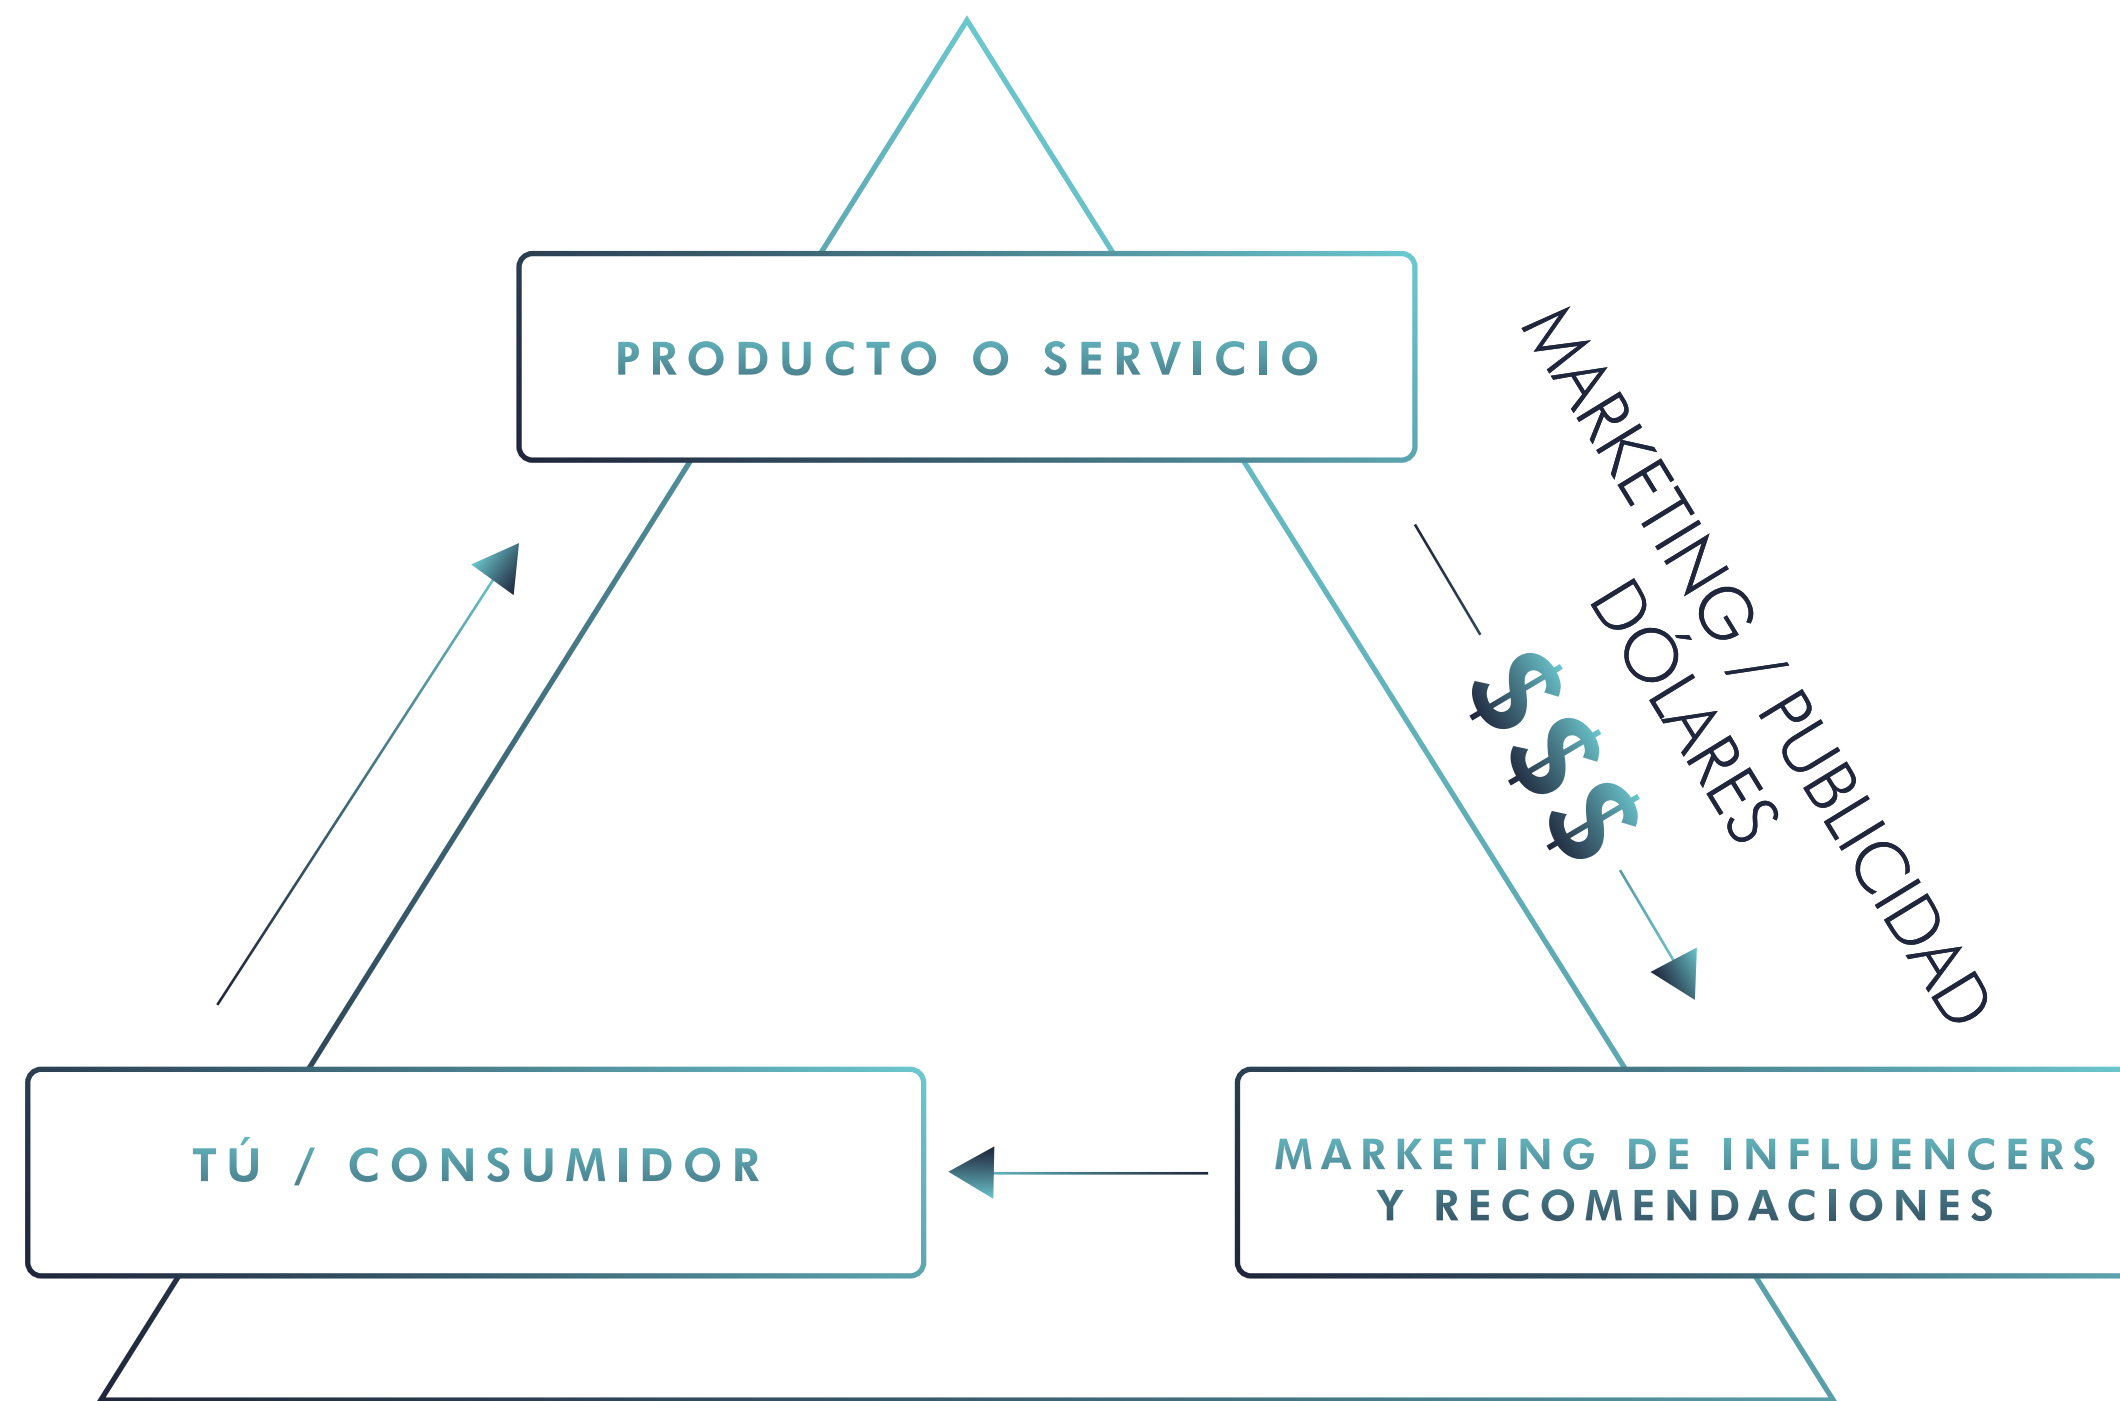 PRODUCTO O SERVICIO
MARKETING / PUBLICIDAD
DÓLARES
$$$
TÚ / CONSUMIDOR
MARKETING DE INFLUENCERS
Y RECOMENDACIONES